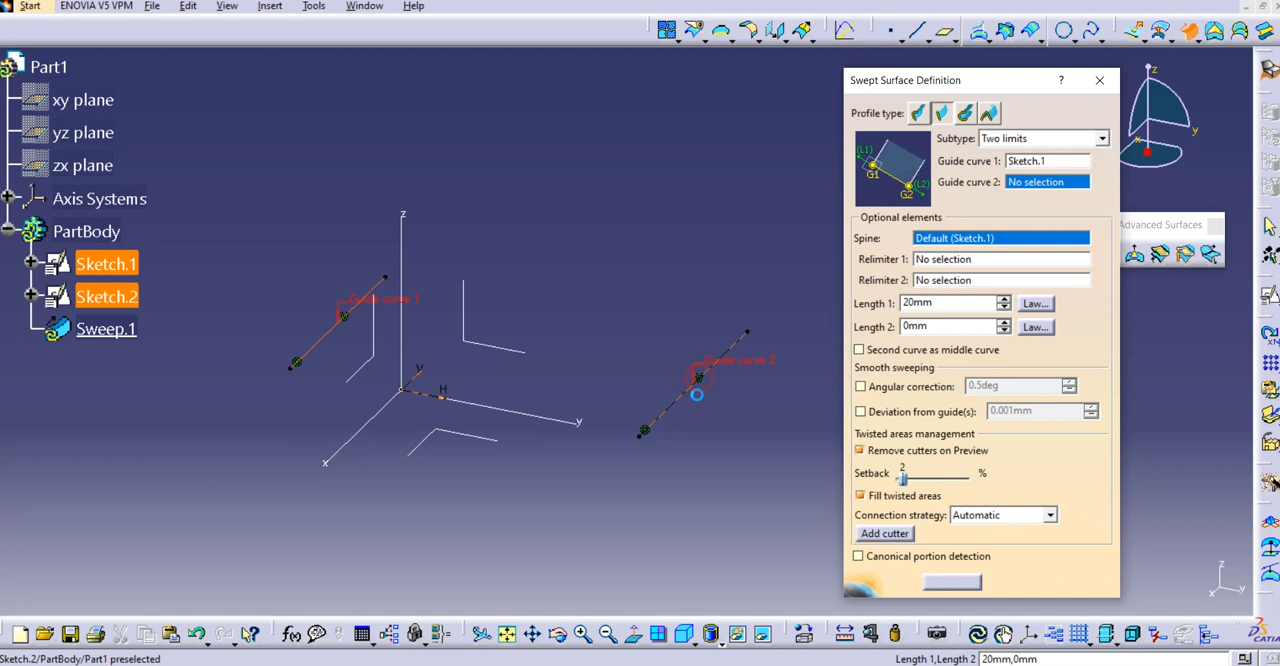 Start ENOVIA V5 VPM File Edit View Insert Tools Window Help
Part1
xy plane
yz plane
zx plane
Axis Systems
PartBody
Sketch.1
Sketch.2
Sweep.1
z
Guide curve 1
V
H
y
x
Guide curve 2
Swept Surface Definition ?
Profile type:
Subtype: Two limits
(L1)
G1
(L2)
G2
Guide curve 1: Sketch.1
Guide curve 2: No selection
Optional elements
Spine: Default (Sketch.1)
Relimiter 1: No selection
Relimiter 2: No selection
Length 1: 20mm Law...
Length 2: 0mm Law...
Second curve as middle curve
Smooth sweeping
Angular correction: 0.5deg
Deviation from guide(s): 0.001mm
Twisted areas management
Remove cutters on Preview
2
Setback %
Fill twisted areas
Connection strategy: Automatic
Add cutter
Canonical portion detection
z
y
x
Advanced Surfaces
z
y
x
f(x)
CATIA
Sketch.2/PartBody/Part1 preselected
Length 1,Length 2 20mm,0mm